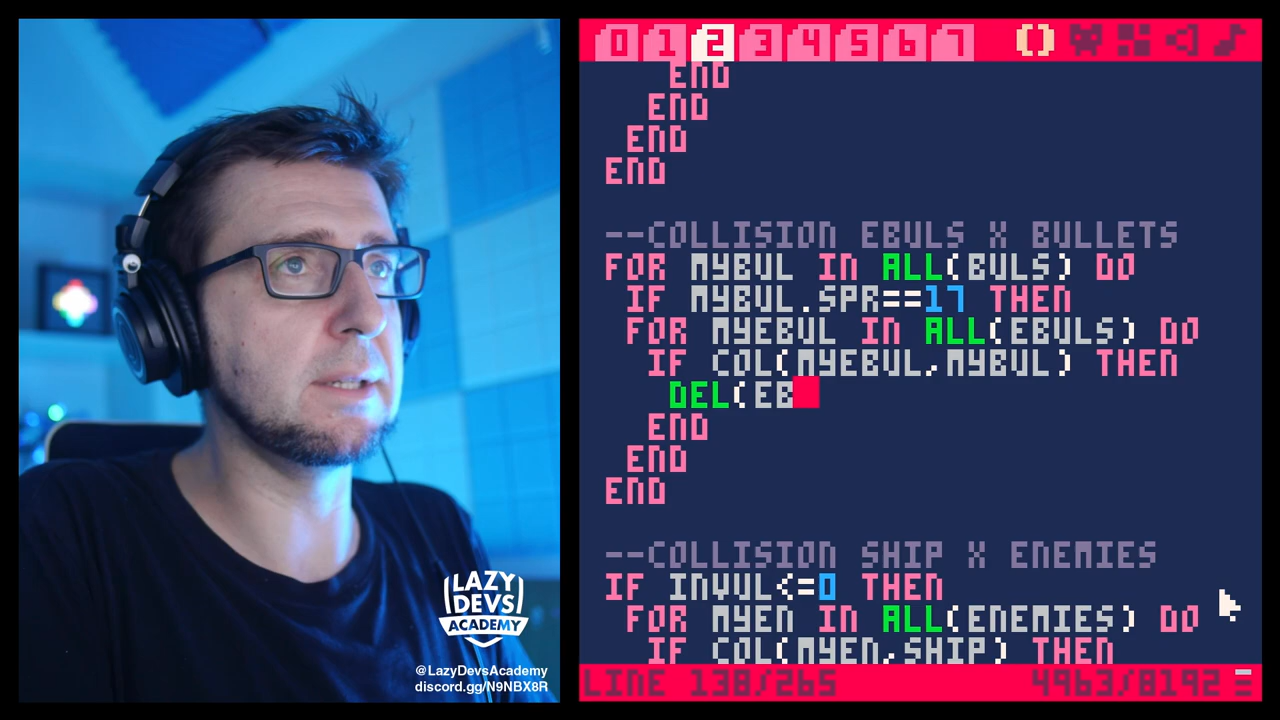 0 1 2 3 4 5 6 7 ()
END
END
END
END
--COLLISION EBULS X BULLETS
FOR MYBUL IN ALL(BULS) DO
IF MYBUL.SPR==17 THEN
FOR MYEBUL IN ALL(EBULS) DO
IF COL(MYEBUL,MYBUL) THEN
DEL(EB
END
END
END
--COLLISION SHIP X ENEMIES
IF INVUL<=0 THEN
FOR MYEN IN ALL(ENEMIES) DO
IF COL(MYEN,SHIP) THEN
LINE 138/265 4963/8192
LAZY
DEVS
ACADEMY
@LazyDevsAcademy
discord.gg/N9NBX8R